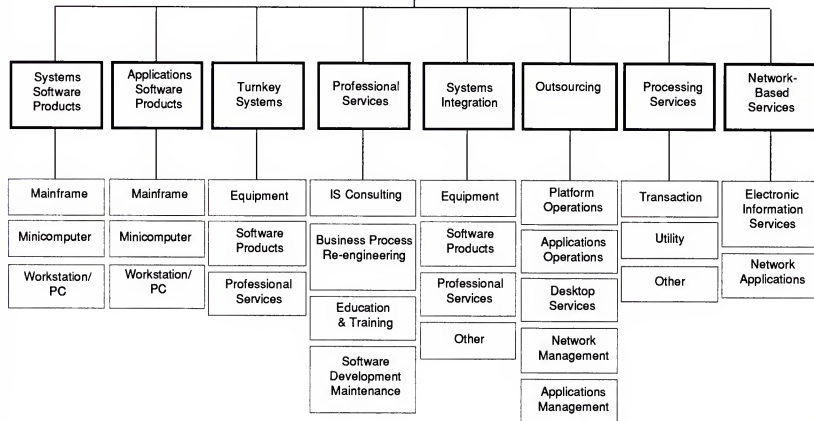 Systems
Software
Products
Applications
Software
Products
Turnkey
Systems
Professional
Services
Systems
Integration
Outsourcing
Processing
Services
Network-
Based
Services
Mainframe
Minicomputer
Workstation/
PC
Mainframe
Minicomputer
Workstation/
PC
Equipment
Software
Products
Professional
Services
IS Consulting
Business Process
Re-engineering
Education
& Training
Software
Development
Maintenance
Equipment
Software
Products
Professional
Services
Other
Platform
Operations
Applications
Operations
Desktop
Services
Network
Management
Applications
Management
Transaction
Utility
Other
Electronic
Information
Services
Network
Applications